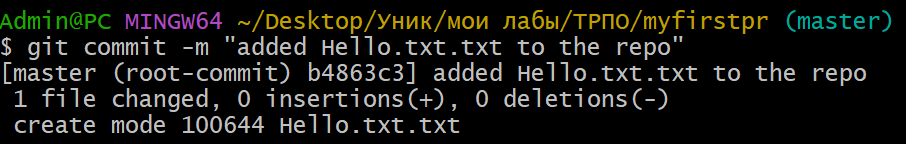 Admin@PC MINGW64 ~/Desktop/Уник/мои лабы/ТРПО/myfirstpr (master)
$ git commit -m "added Hello.txt.txt to the repo"
[master (root-commit) b4863c3] added Hello.txt.txt to the repo
 1 file changed, 0 insertions(+), 0 deletions(-)
 create mode 100644 Hello.txt.txt